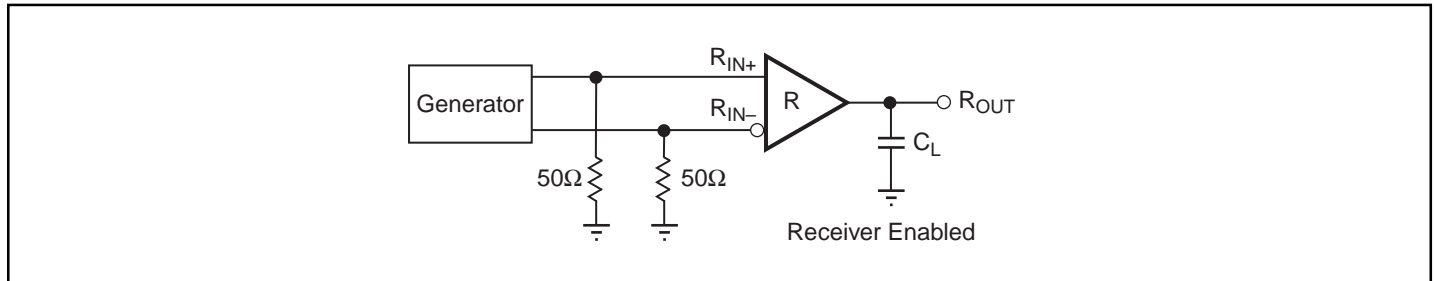 R_IN+
Generator
R
R_OUT
R_IN–
C_L
50Ω
50Ω
Receiver Enabled